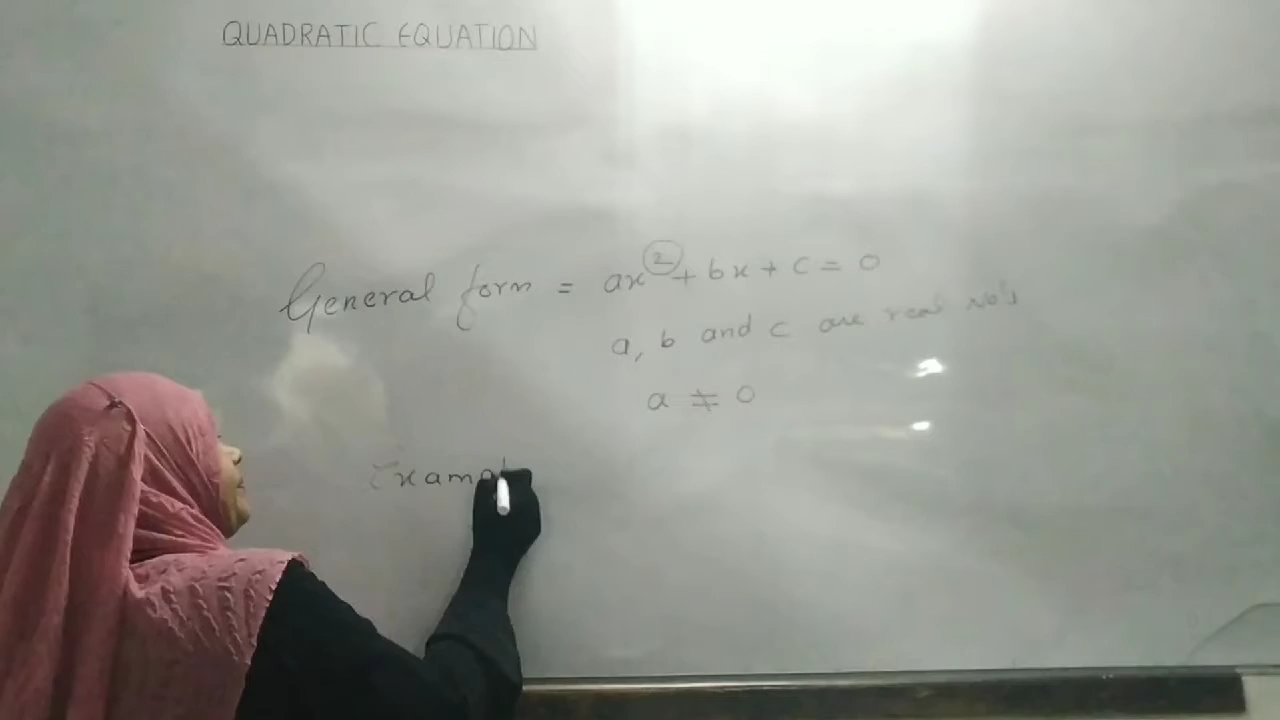 QUADRATIC EQUATION
General form = ax² + bx + c = 0
a, b and c are real No's
a ≠ 0
Examp